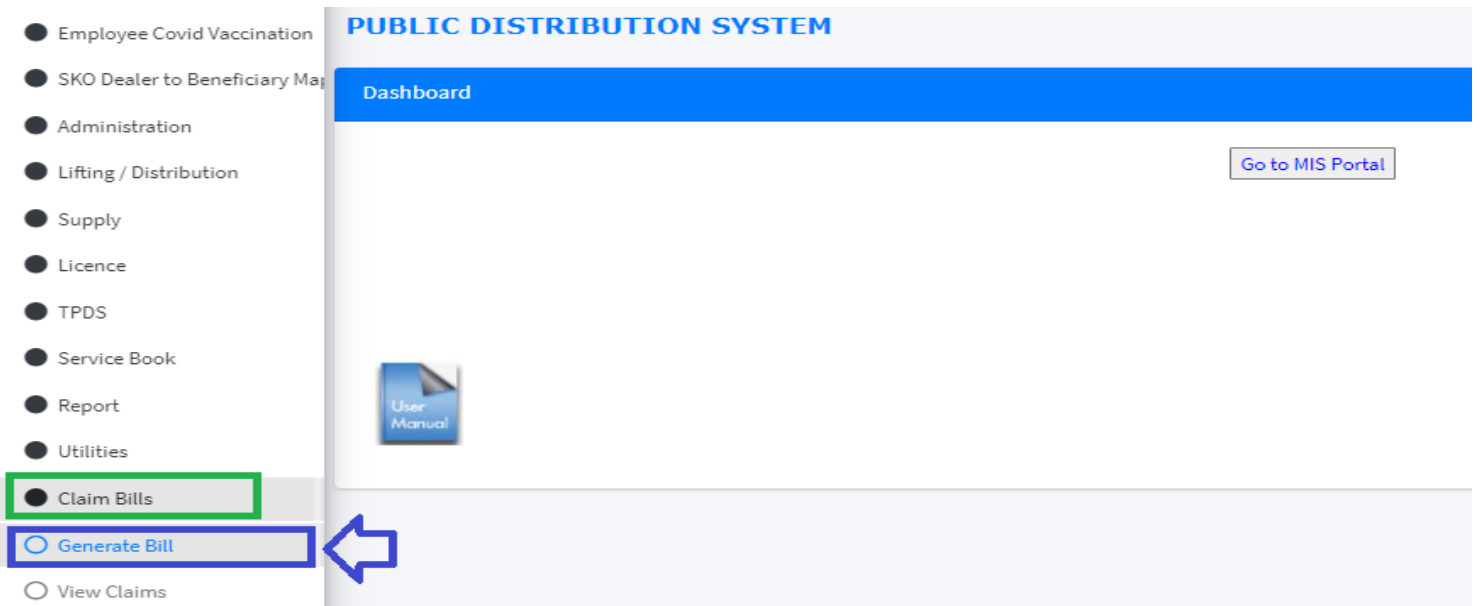 Employee Covid Vaccination
SKO Dealer to Beneficiary Map
Administration
Lifting / Distribution
Supply
Licence
TPDS
Service Book
Report
Utilities
Claim Bills
Generate Bill
View Claims
PUBLIC DISTRIBUTION SYSTEM
Dashboard
Go to MIS Portal
User
Manual